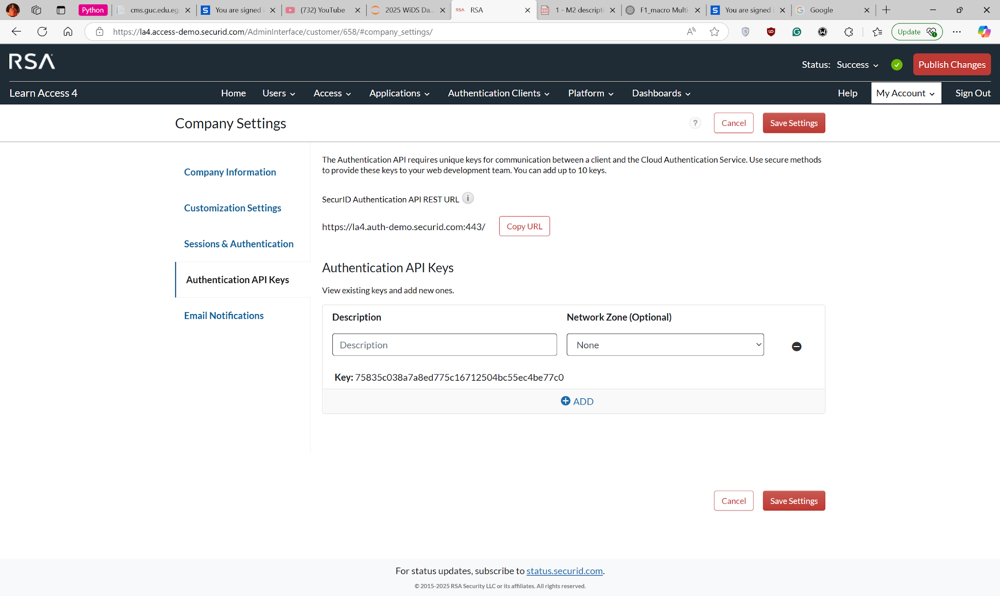 Python
cms.guc.edu.eg
You are signed i
(732) YouTube
2025 WiDS Da...
RSA RSA
1 - M2 descripti
F1_macro Multi-
You are signed i
Google
https://la4.access-demo.securid.com/AdminInterface/customer/658/#company_settings/
Update
RSA
Status: Success
Publish Changes
Learn Access 4
Home
Users
Access
Applications
Authentication Clients
Platform
Dashboards
Help
My Account
Sign Out
Company Settings
?
Cancel
Save Settings
Company Information
Customization Settings
Sessions & Authentication
Authentication API Keys
Email Notifications
The Authentication API requires unique keys for communication between a client and the Cloud Authentication Service. Use secure methods
to provide these keys to your web development team. You can add up to 10 keys.
SecurID Authentication API REST URL i
https://la4.auth-demo.securid.com:443/
Copy URL
Authentication API Keys
View existing keys and add new ones.
Description
Network Zone (Optional)
Description
None
Key: 75835c038a7a8ed775c16712504bc55ec4be77c0
ADD
Cancel
Save Settings
For status updates, subscribe to status.securid.com.
© 2015-2025 RSA Security LLC or its affiliates. All rights reserved.